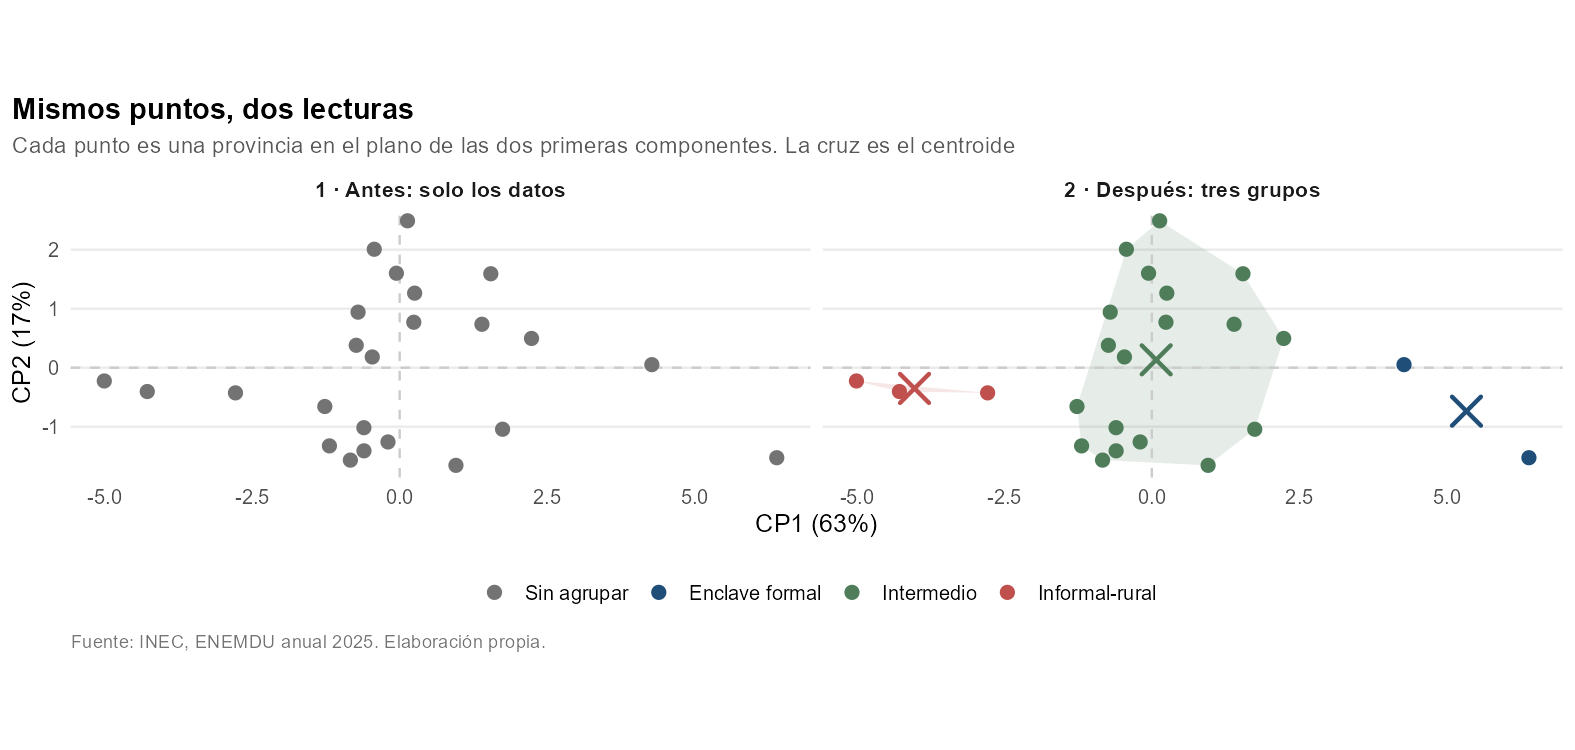 Mismos puntos, dos lecturas
Cada punto es una provincia en el plano de las dos primeras componentes. La cruz es el centroide
1 · Antes: solo los datos
2 · Después: tres grupos
CP2 (17%)
2
1
0
-1
-5.0 -2.5 0.0 2.5 5.0
-5.0 -2.5 0.0 2.5 5.0
CP1 (63%)
Sin agrupar Enclave formal Intermedio Informal-rural
Fuente: INEC, ENEMDU anual 2025. Elaboración propia.